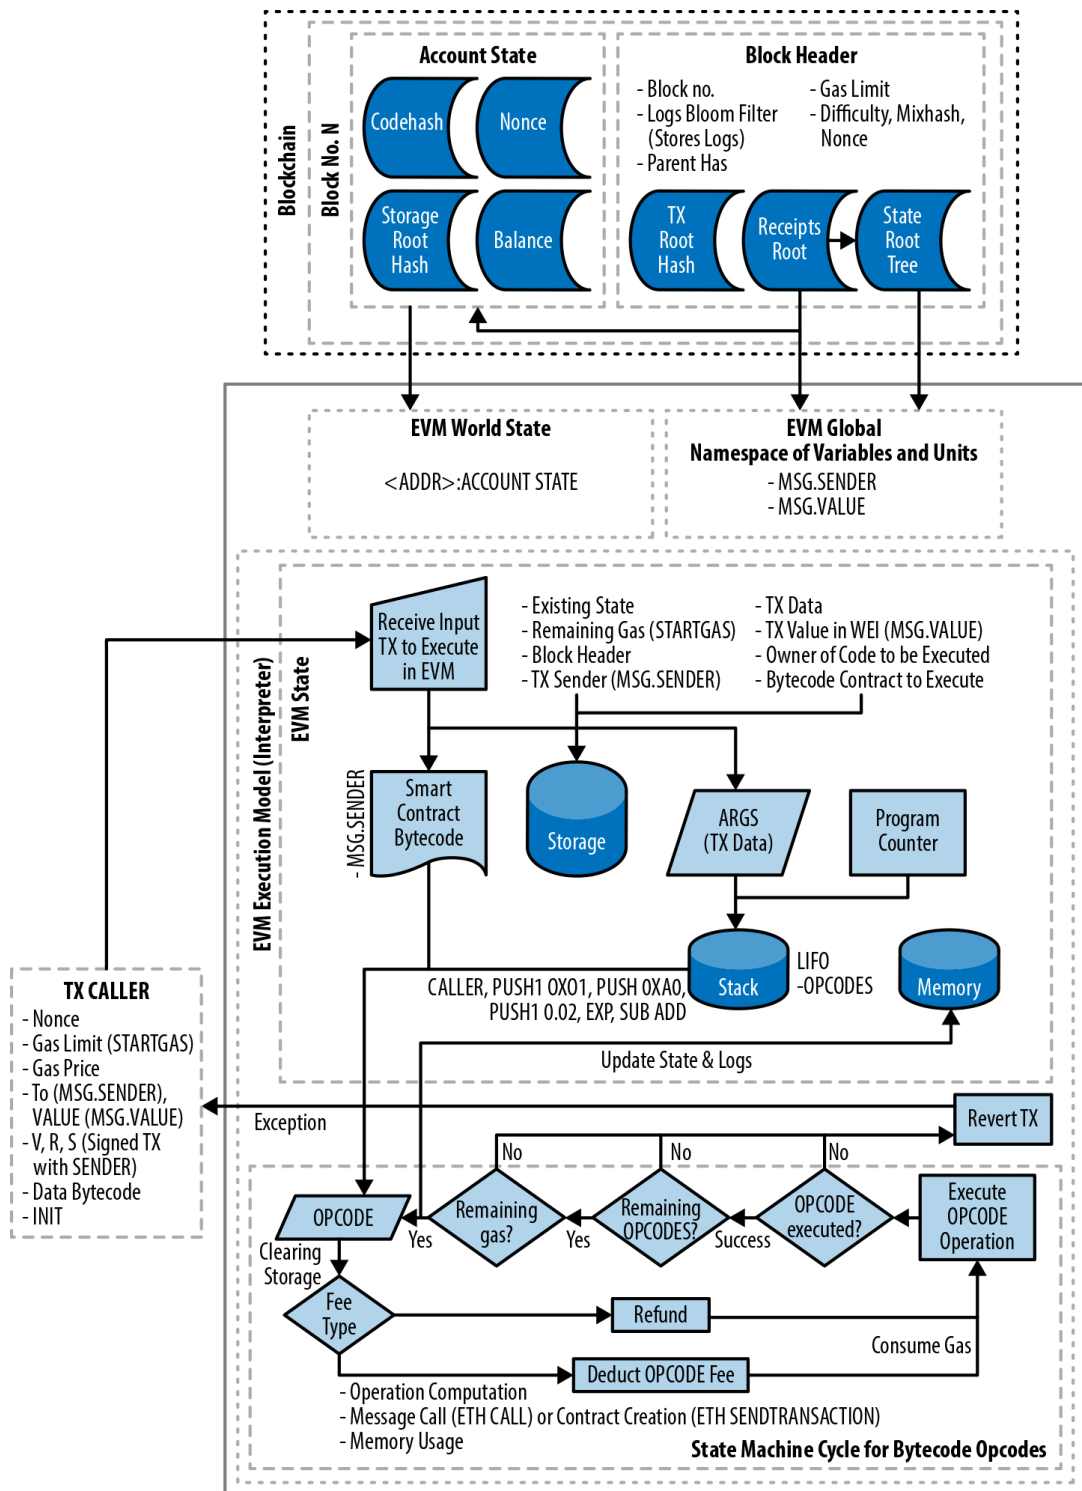 Blockchain
Block No. N
Account State
Codehash
Nonce
Storage
Root
Hash
Balance
Block Header
- Block no.
- Logs Bloom Filter
(Stores Logs)
- Parent Has
- Gas Limit
- Difficulty, Mixhash,
Nonce
TX
Root
Hash
Receipts
Root
State
Root
Tree
EVM World State
<ADDR>:ACCOUNT STATE
EVM Global
Namespace of Variables and Units
- MSG.SENDER
- MSG.VALUE
EVM Execution Model (Interpreter)
EVM State
Receive Input
TX to Execute
in EVM
- Existing State
- Remaining Gas (STARTGAS)
- Block Header
- TX Sender (MSG.SENDER)
- TX Data
- TX Value in WEI (MSG.VALUE)
- Owner of Code to be Executed
- Bytecode Contract to Execute
- MSG.SENDER
Smart
Contract
Bytecode
Storage
ARGS
(TX Data)
Program
Counter
Stack
LIFO
-OPCODES
Memory
CALLER, PUSH1 0X01, PUSH 0XA0,
PUSH1 0.02, EXP, SUB ADD
Update State & Logs
TX CALLER
- Nonce
- Gas Limit (STARTGAS)
- Gas Price
- To (MSG.SENDER),
VALUE (MSG.VALUE)
- V, R, S (Signed TX
with SENDER)
- Data Bytecode
- INIT
Exception
Revert TX
No
No
No
OPCODE
Yes
Remaining
gas?
Yes
Remaining
OPCODES?
Success
OPCODE
executed?
Execute
OPCODE
Operation
Clearing
Storage
Fee
Type
Refund
Consume Gas
Deduct OPCODE Fee
- Operation Computation
- Message Call (ETH CALL) or Contract Creation (ETH SENDTRANSACTION)
- Memory Usage
State Machine Cycle for Bytecode Opcodes